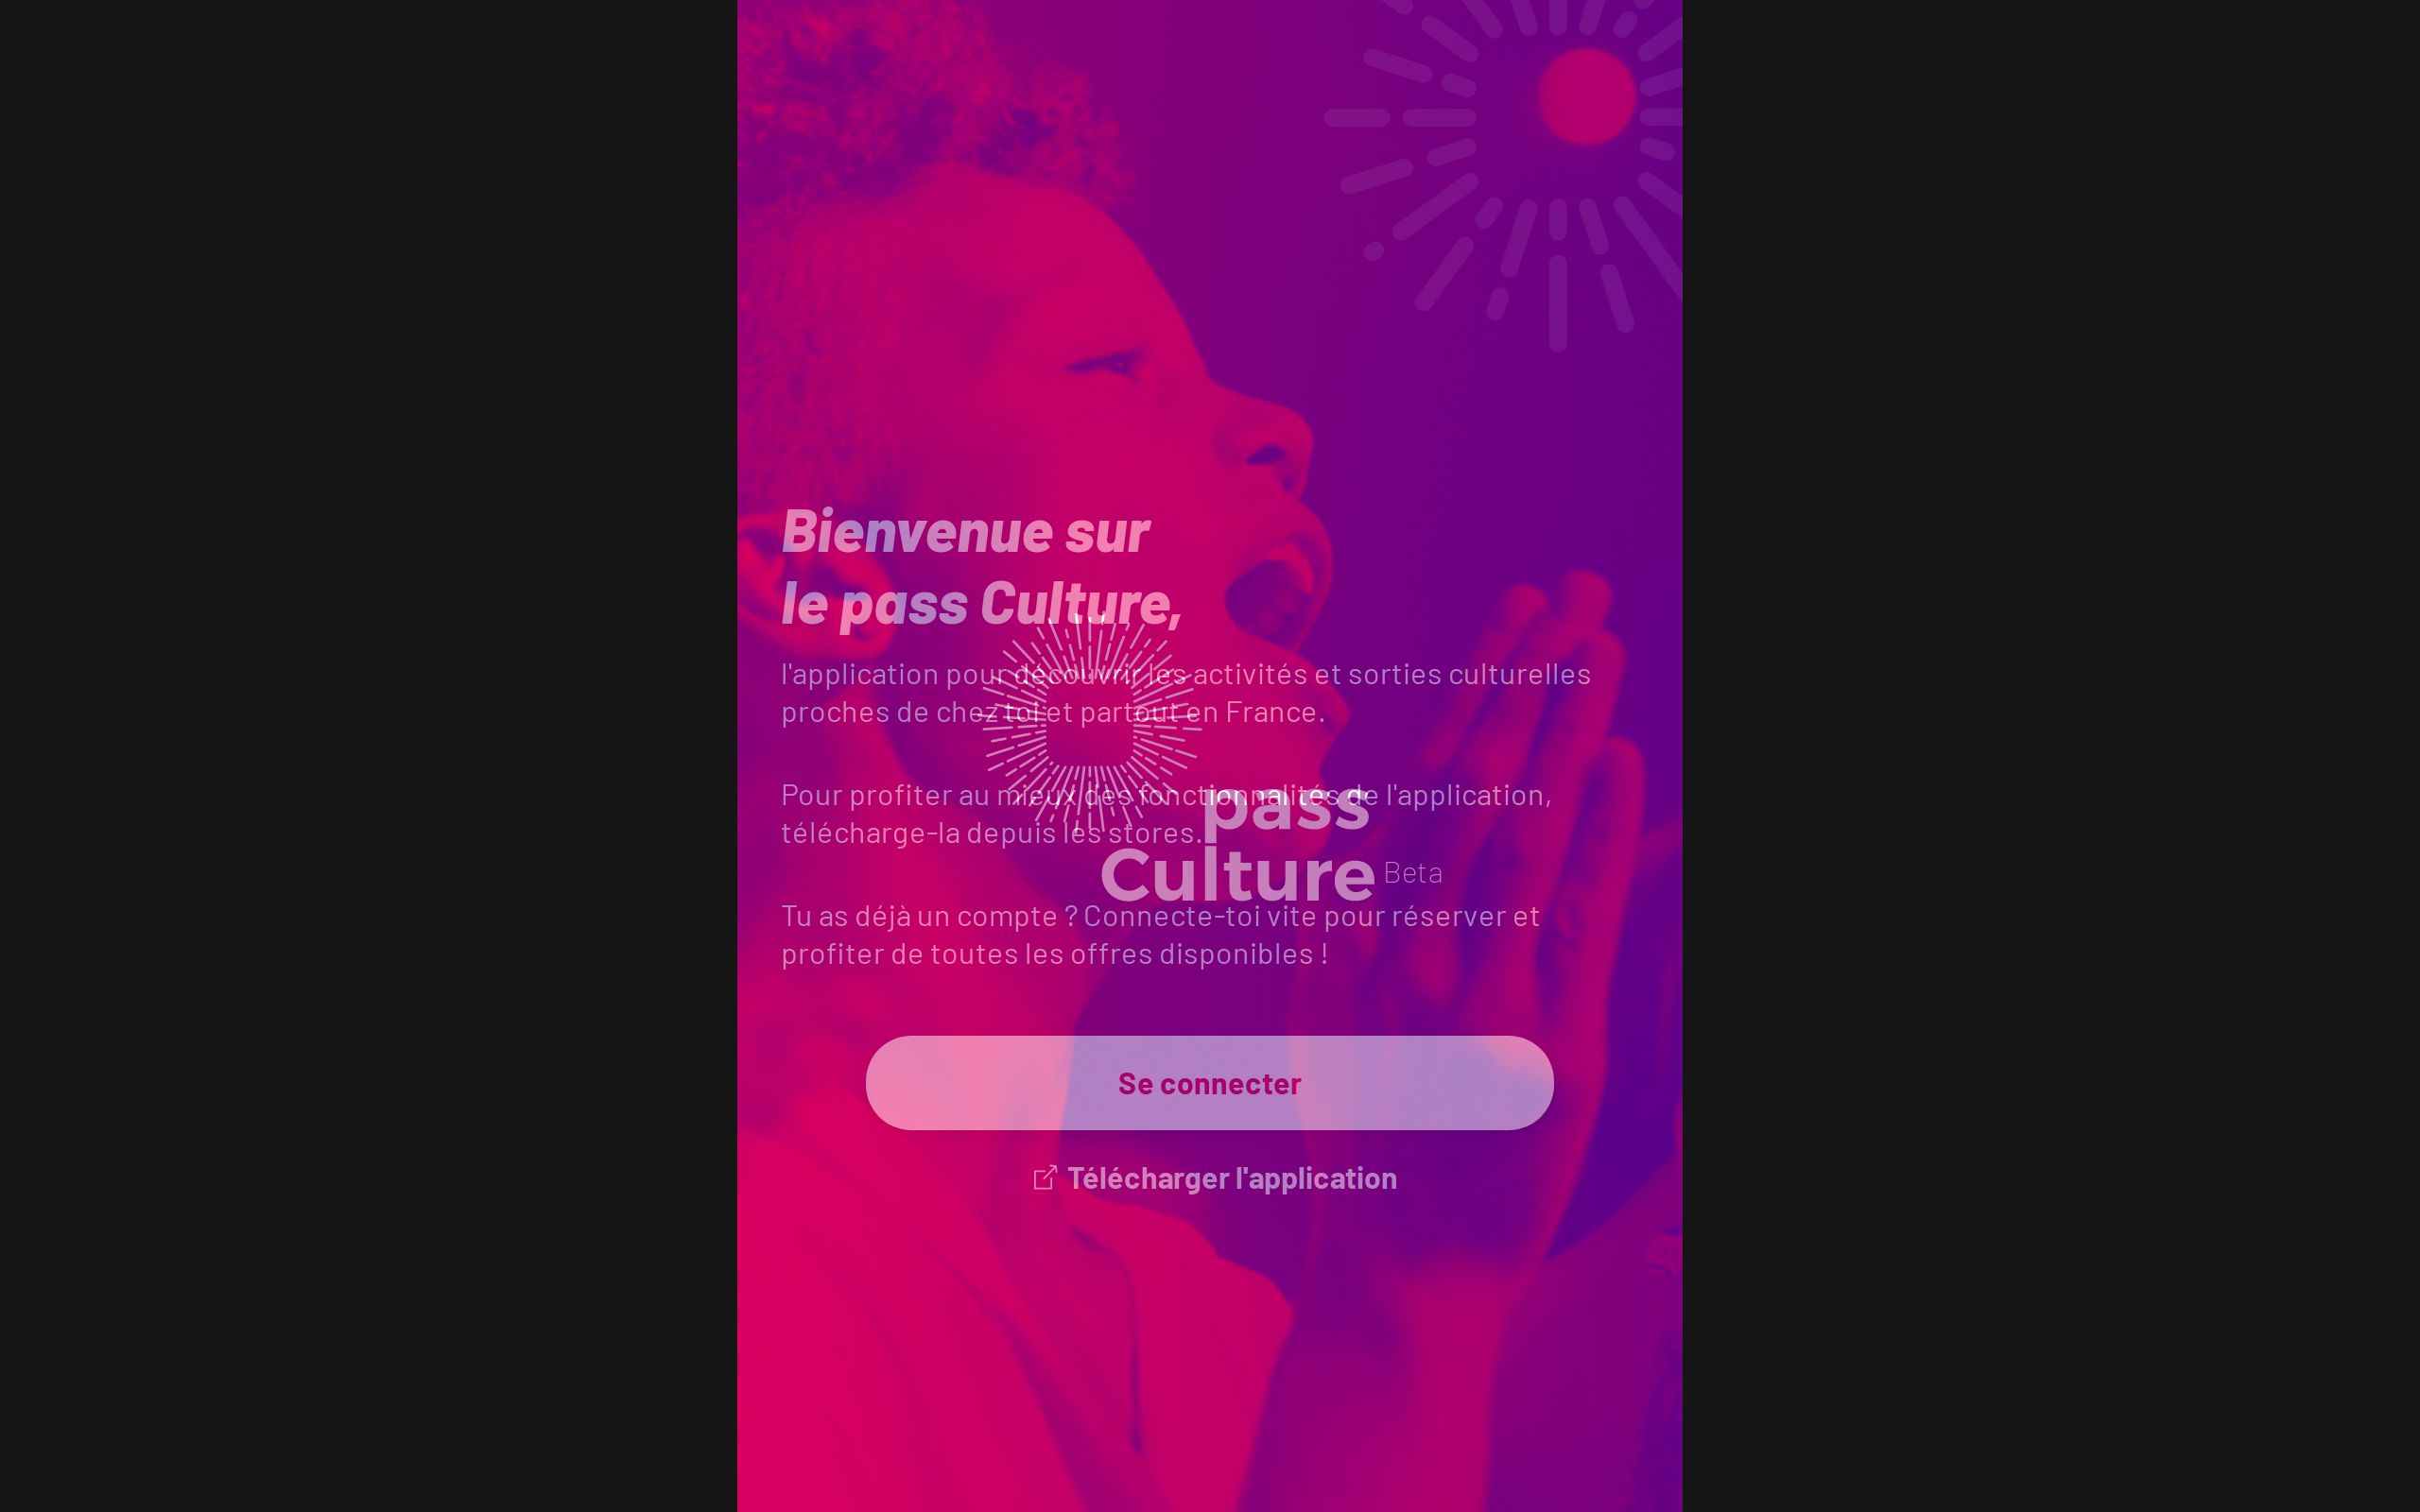 Bienvenue sur
le pass Culture,
l'application pour découvrir les activités et sorties culturelles
proches de chez toi et partout en France.
Pour profiter au mieux des fonctionnalités de l'application,
télécharge-la depuis les stores.
pass
Culture Beta
Tu as déjà un compte ? Connecte-toi vite pour réserver et
profiter de toutes les offres disponibles !
Se connecter
Télécharger l'application